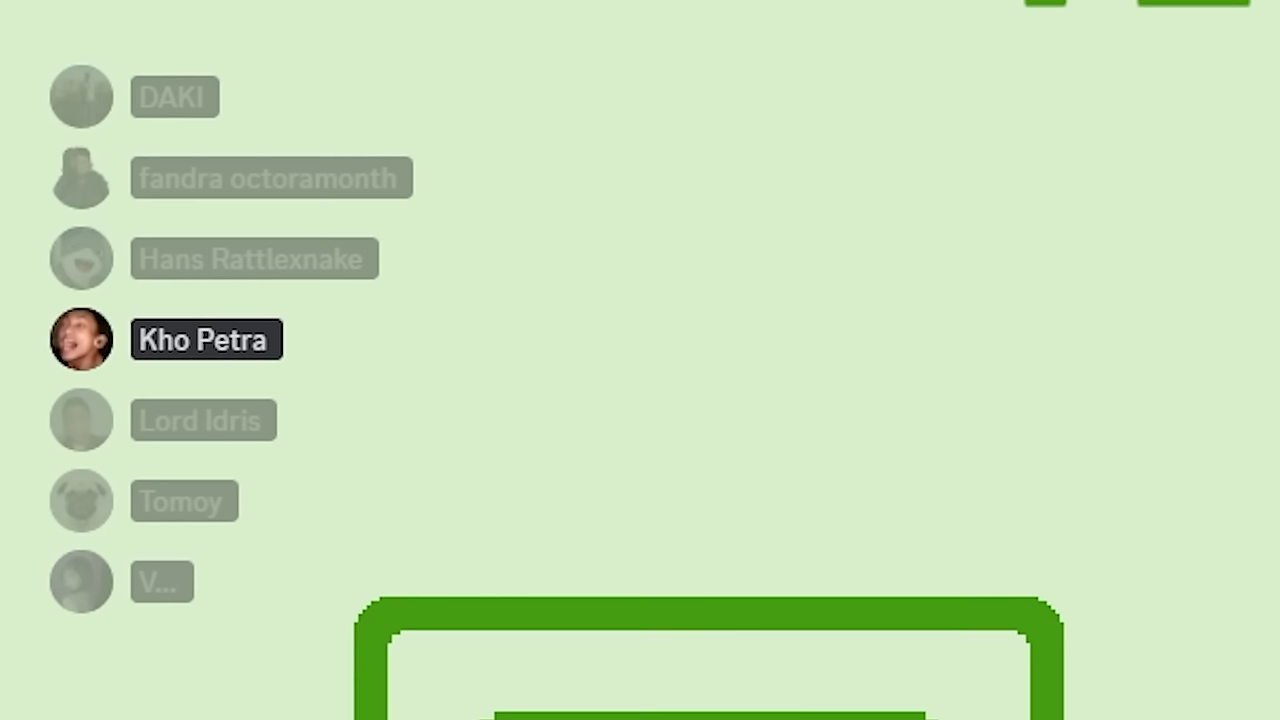 DAKI
fandra octoramonth
Hans Rattlexnake
Kho Petra
Lord Idris
Tomoy
V...